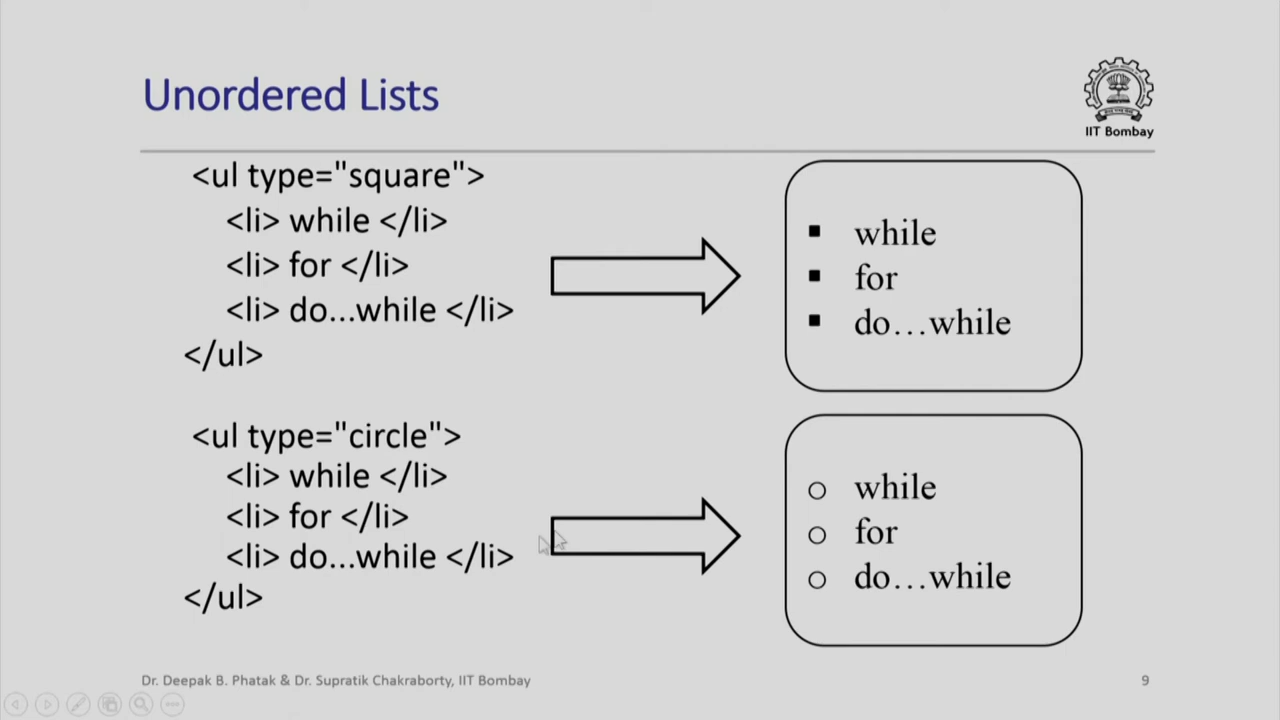 Unordered Lists
IIT Bombay
<ul type="square">
<li> while </li>
<li> for </li>
<li> do...while </li>
</ul>
while
for
do…while
<ul type="circle">
<li> while </li>
<li> for </li>
<li> do...while </li>
</ul>
while
for
do…while
Dr. Deepak B. Phatak & Dr. Supratik Chakraborty, IIT Bombay
9